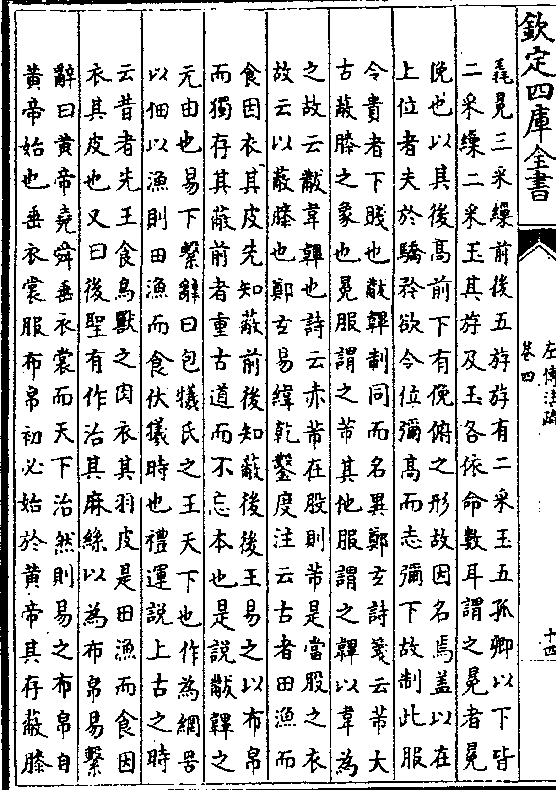 欽定四庫全書
左傳注疏
卷四
十四
毳冕三采繅前後五斿斿有二采玉五孤卿以下皆
二采繅二采玉其斿及玉各依命數耳謂之冕者冕
俛也以其後高前下有俛俯之形故因名焉蓋以在
上位者失於驕矜欲令位彌高而志彌下故制此服
令貴者下賤也黻韠制同而名異鄭玄詩箋云芾大
古蔽膝之象也冕服謂之芾其他服謂之韠以韋為
之故云黻韋韠也詩云赤芾在股則芾是當股之衣
故云以蔽膝也鄭玄易緯乾鑿度注云古者田漁而
食因衣其皮先知蔽前後知蔽後後王易之以布帛
而獨存其蔽前者重古道而不忘本也是説黻韠之
元由也易下繫辭曰包犧氏之王天下也作為網罟
以佃以漁則田漁而食伏犧時也禮運説上古之時
云昔者先王食鳥獸之肉衣其羽皮是田漁而食因
衣其皮也又曰後聖有作治其麻絲以為布帛易繫
辭曰黄帝堯舜垂衣裳而天下治然則易之布帛自
黄帝始也垂衣裳服布帛初必始於黄帝其存蔽膝